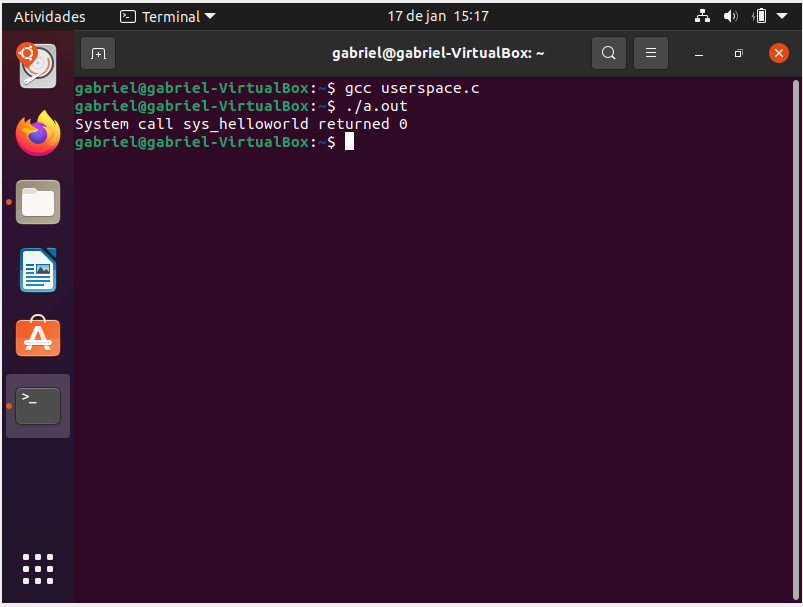 Atividades
Terminal
17 de jan 15:17
gabriel@gabriel-VirtualBox: ~
gabriel@gabriel-VirtualBox:~$ gcc userspace.c
gabriel@gabriel-VirtualBox:~$ ./a.out
System call sys_helloworld returned 0
gabriel@gabriel-VirtualBox:~$